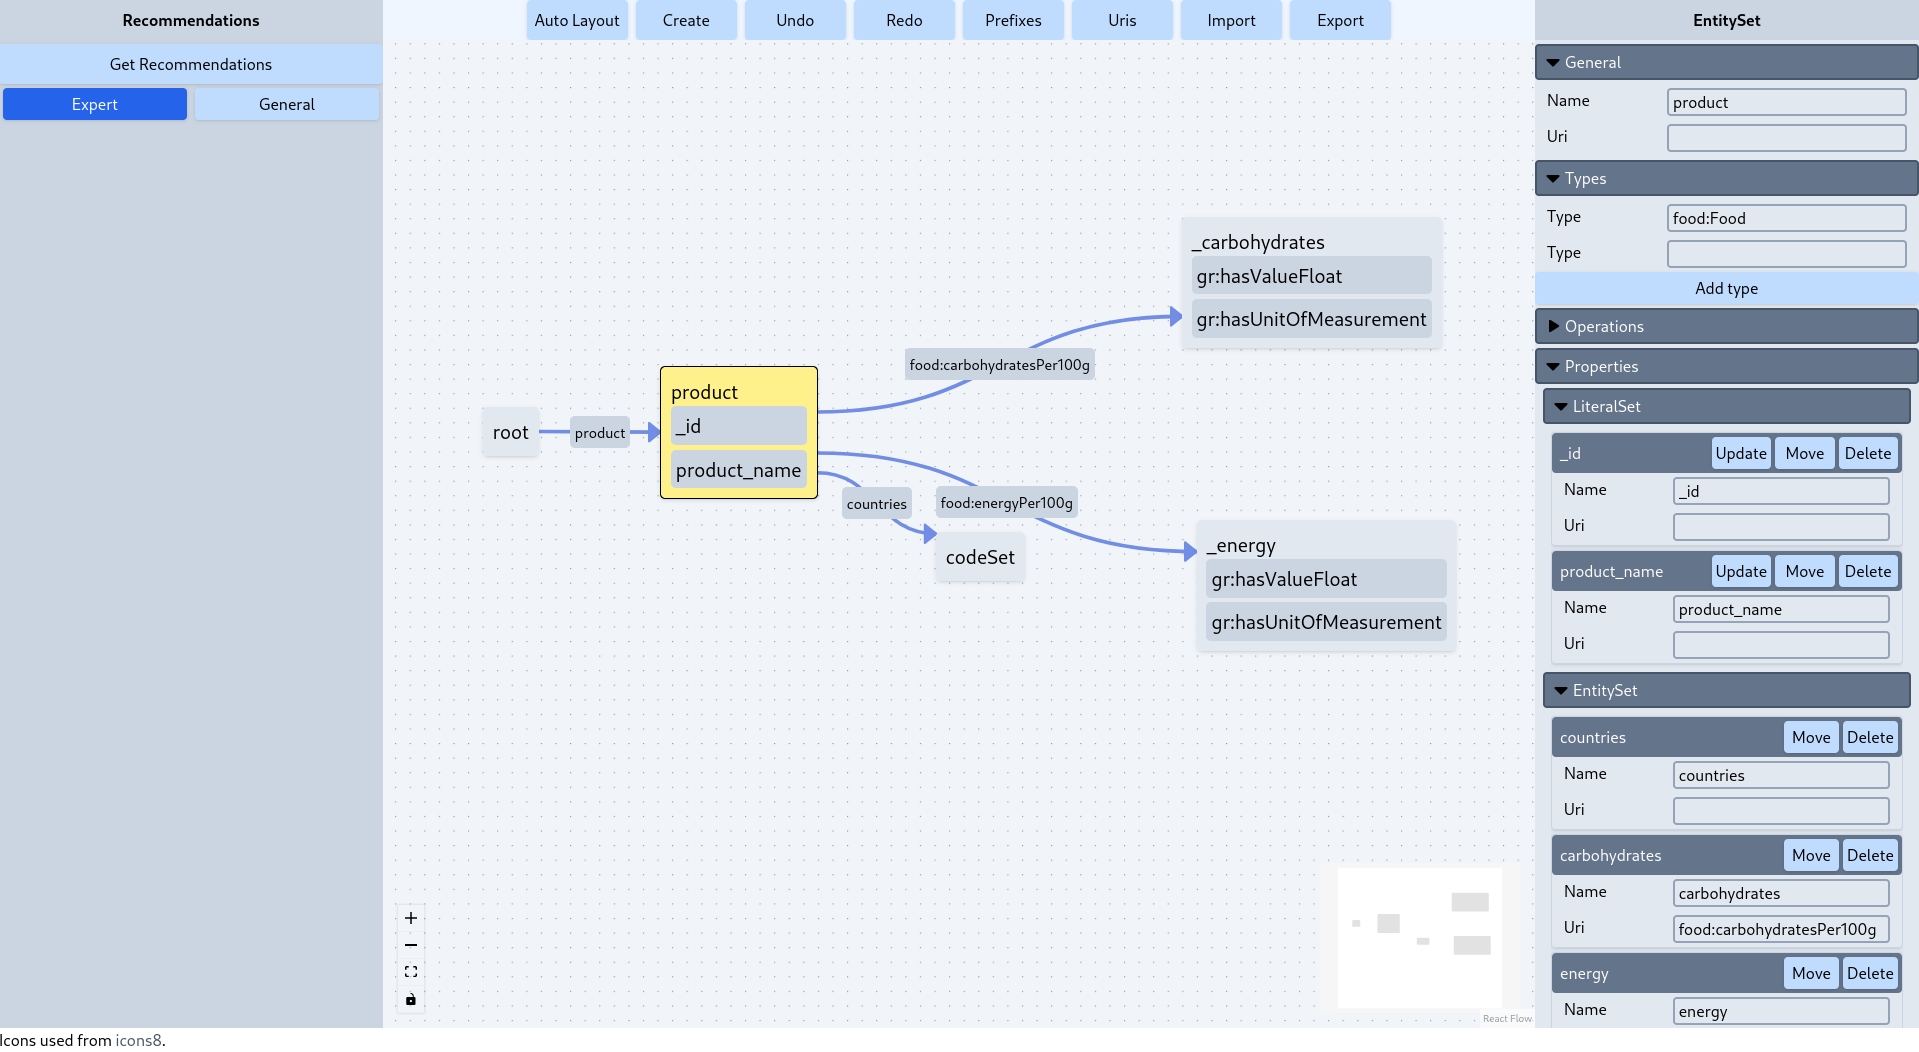 Recommendations
Get Recommendations
Expert
General
Auto Layout
Create
Undo
Redo
Prefixes
Uris
Import
Export
root
product
product
_id
product_name
food:carbohydratesPer100g
countries
food:energyPer100g
codeSet
_carbohydrates
gr:hasValueFloat
gr:hasUnitOfMeasurement
_energy
gr:hasValueFloat
gr:hasUnitOfMeasurement
React Flow
EntitySet
General
Name product
Uri
Types
Type food:Food
Type
Add type
Operations
Properties
LiteralSet
_id Update Move Delete
Name _id
Uri
product_name Update Move Delete
Name product_name
Uri
EntitySet
countries Move Delete
Name countries
Uri
carbohydrates Move Delete
Name carbohydrates
Uri food:carbohydratesPer100g
energy Move Delete
Name energy
Icons used from icons8.